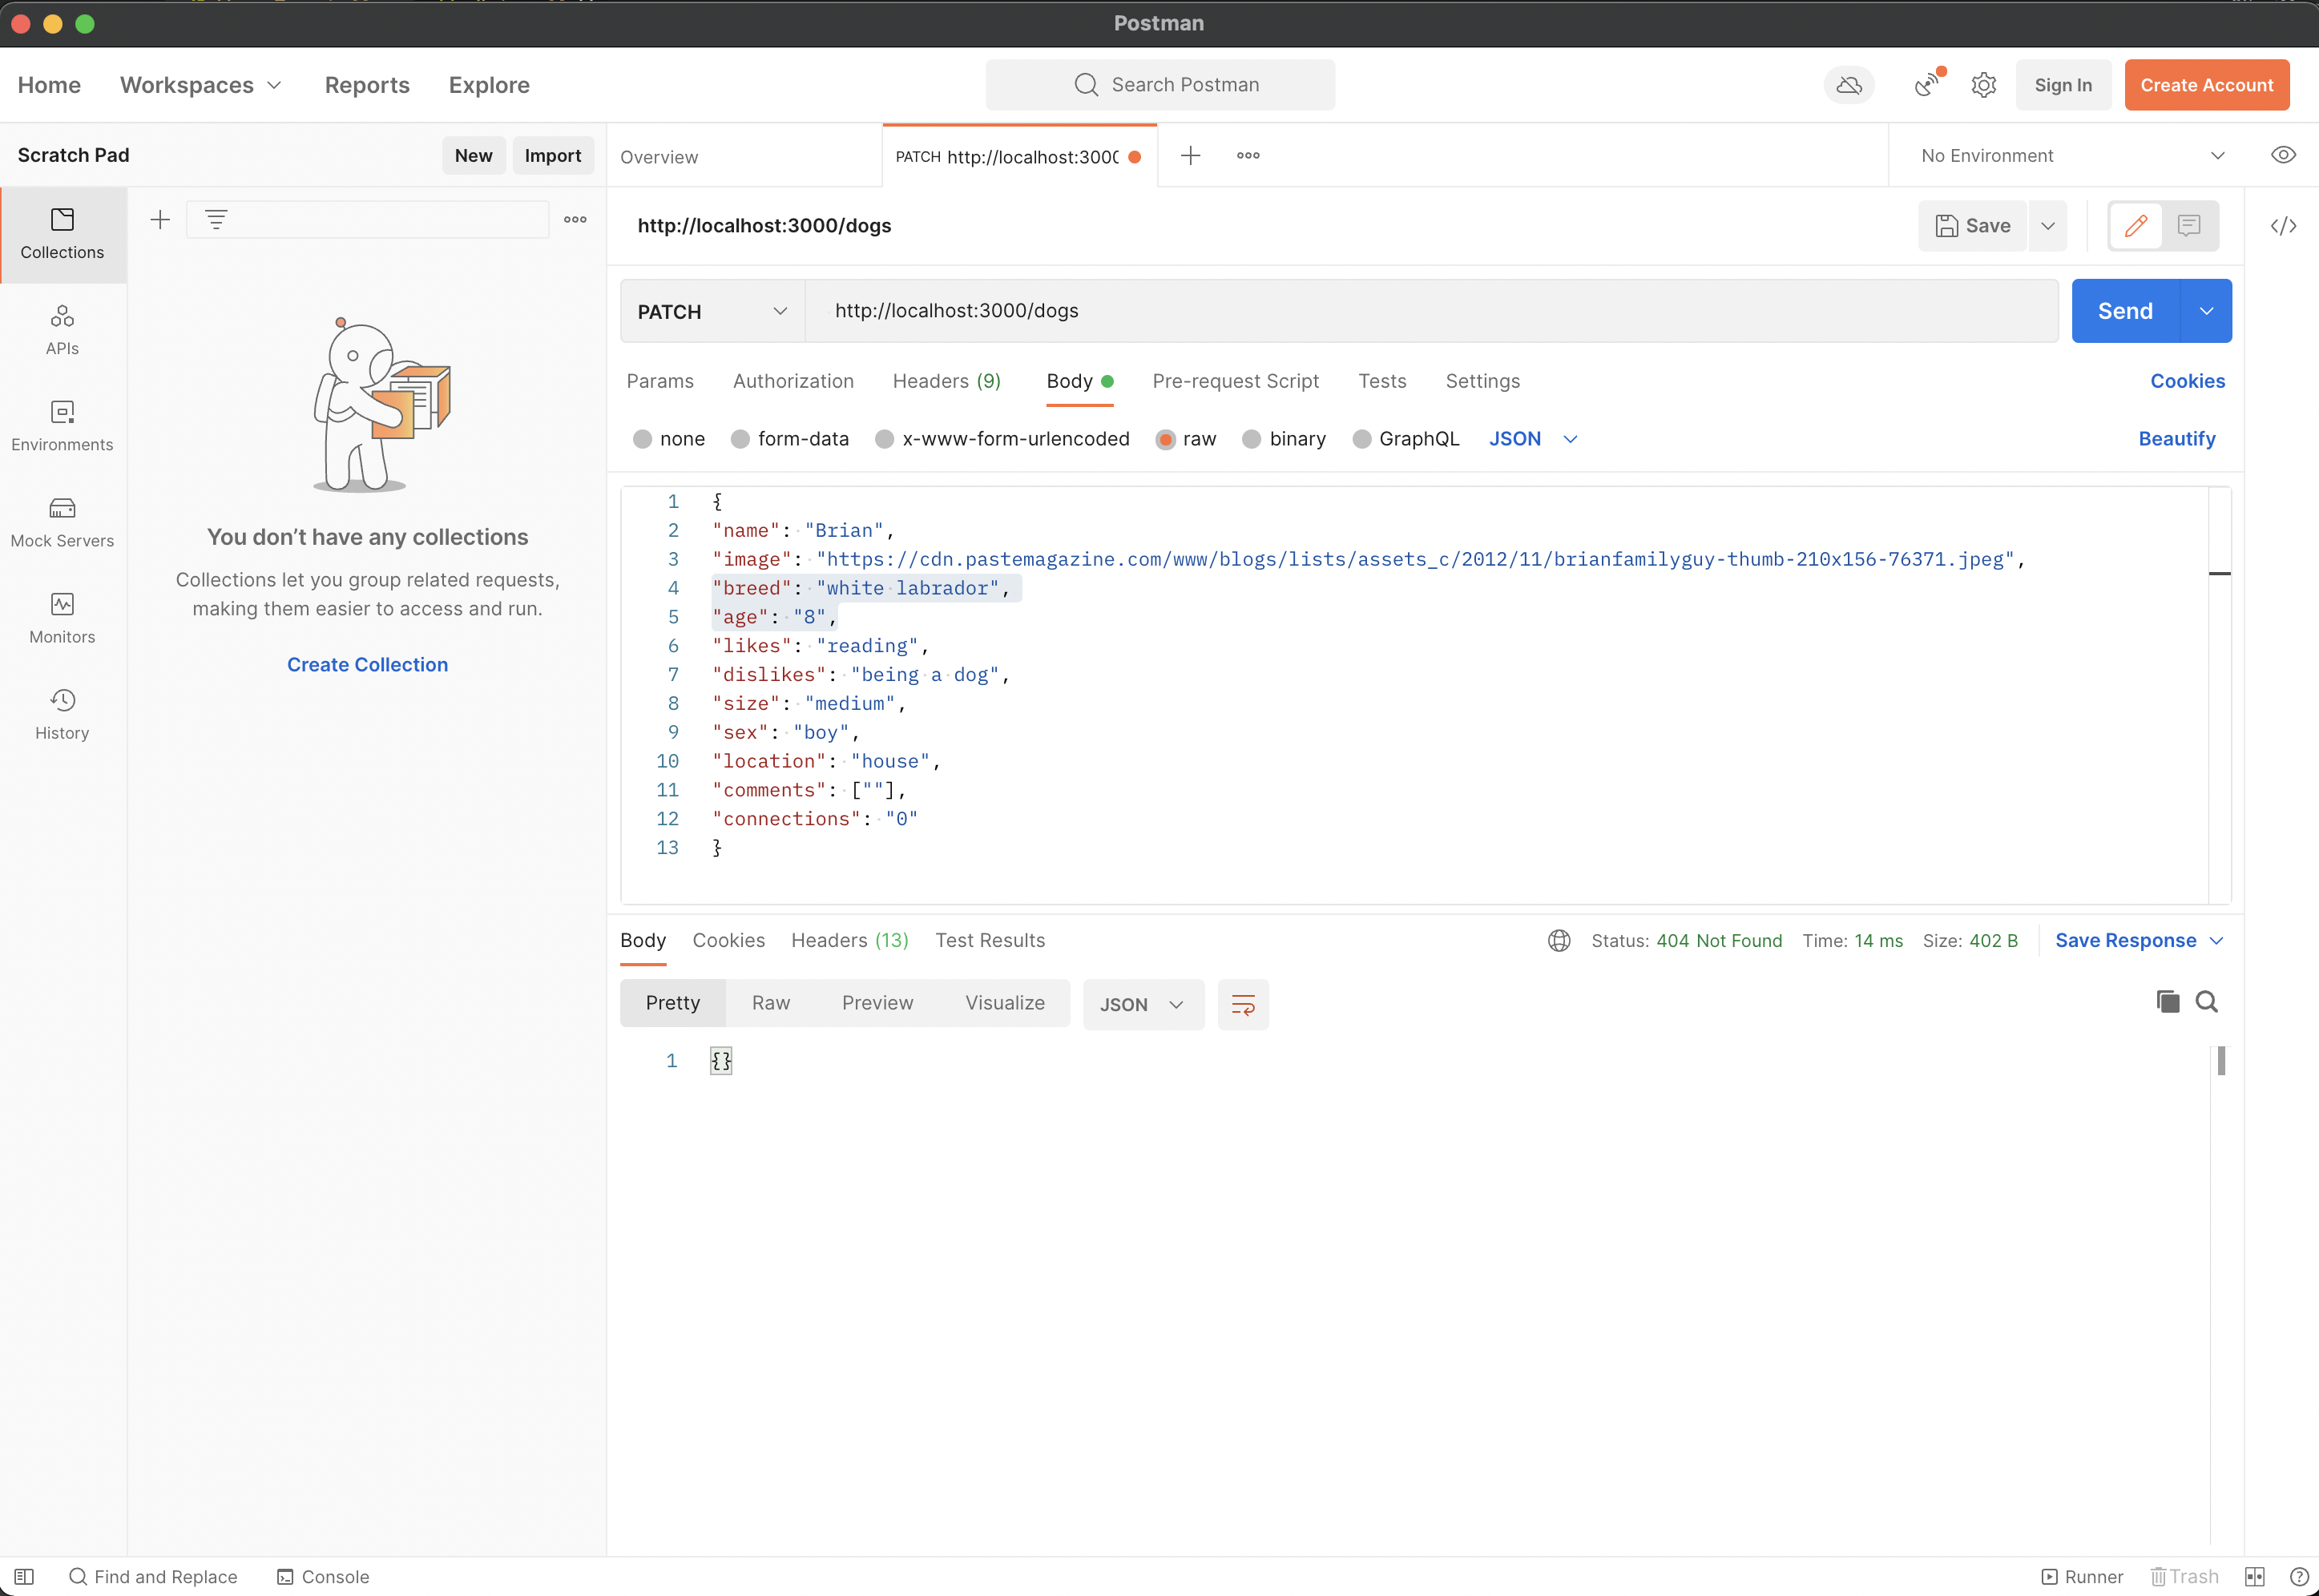 Postman
Home Workspaces Reports Explore Search Postman Sign In Create Account
Scratch Pad New Import Overview PATCH http://localhost:300 No Environment
Collections
APIs
Environments
Mock Servers
Monitors
History
You don’t have any collections
Collections let you group related requests,
making them easier to access and run.
Create Collection
http://localhost:3000/dogs Save
PATCH http://localhost:3000/dogs Send
Params Authorization Headers (9) Body Pre-request Script Tests Settings Cookies
none form-data x-www-form-urlencoded raw binary GraphQL JSON Beautify
1 {
2 "name": "Brian",
3 "image": "https://cdn.pastemagazine.com/www/blogs/lists/assets_c/2012/11/brianfamilyguy-thumb-210x156-76371.jpeg",
4 "breed": "white labrador",
5 "age": "8",
6 "likes": "reading",
7 "dislikes": "being a dog",
8 "size": "medium",
9 "sex": "boy",
10 "location": "house",
11 "comments": [""],
12 "connections": "0"
13 }
Body Cookies Headers (13) Test Results Status: 404 Not Found Time: 14 ms Size: 402 B Save Response
Pretty Raw Preview Visualize JSON
1 {}
Find and Replace Console Runner Trash